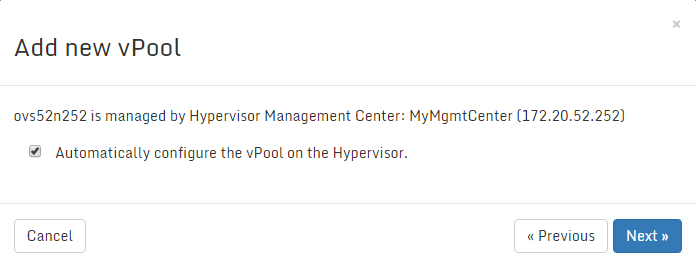 ×
Add new vPool
ovs52n252 is managed by Hypervisor Management Center: MyMgmtCenter (172.20.52.252)
Automatically configure the vPool on the Hypervisor.
Cancel
« Previous
Next »